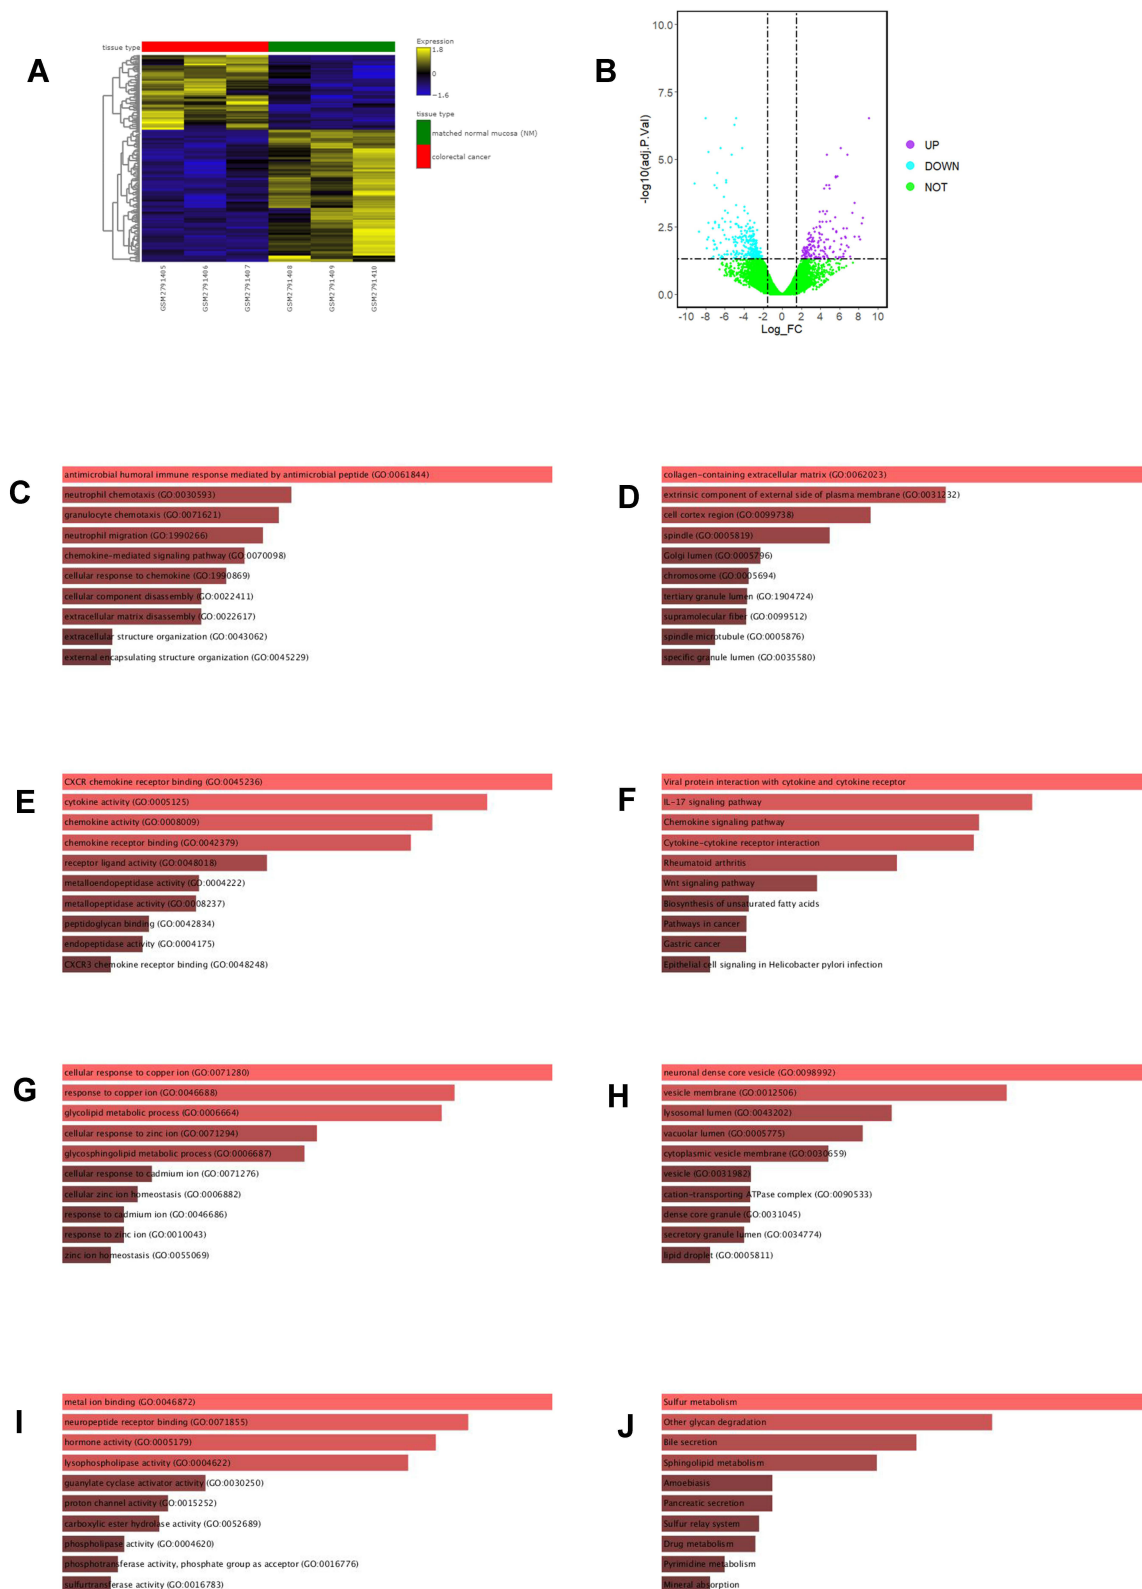 A
tissue type
Expression
1.8
0
−1.6
tissue type
matched normal mucosa (NM)
colorectal cancer
GSM2791405
GSM2791406
GSM2791407
GSM2791408
GSM2791409
GSM2791410
B
10.0
7.5
5.0
2.5
0.0
-log10(adj.P.Val)
-10 -8 -6 -4 -2 0 2 4 6 8 10
Log_FC
UP
DOWN
NOT
C
antimicrobial humoral immune response mediated by antimicrobial peptide (GO:0061844)
neutrophil chemotaxis (GO:0030593)
granulocyte chemotaxis (GO:0071621)
neutrophil migration (GO:1990266)
chemokine-mediated signaling pathway (GO:0070098)
cellular response to chemokine (GO:1990869)
cellular component disassembly (GO:0022411)
extracellular matrix disassembly (GO:0022617)
extracellular structure organization (GO:0043062)
external encapsulating structure organization (GO:0045229)
D
collagen-containing extracellular matrix (GO:0062023)
extrinsic component of external side of plasma membrane (GO:0031232)
cell cortex region (GO:0099738)
spindle (GO:0005819)
Golgi lumen (GO:0005796)
chromosome (GO:0005694)
tertiary granule lumen (GO:1904724)
supramolecular fiber (GO:0099512)
spindle microtubule (GO:0005876)
specific granule lumen (GO:0035580)
E
CXCR chemokine receptor binding (GO:0045236)
cytokine activity (GO:0005125)
chemokine activity (GO:0008009)
chemokine receptor binding (GO:0042379)
receptor ligand activity (GO:0048018)
metalloendopeptidase activity (GO:0004222)
metallopeptidase activity (GO:0008237)
peptidoglycan binding (GO:0042834)
endopeptidase activity (GO:0004175)
CXCR3 chemokine receptor binding (GO:0048248)
F
Viral protein interaction with cytokine and cytokine receptor
IL-17 signaling pathway
Chemokine signaling pathway
Cytokine-cytokine receptor interaction
Rheumatoid arthritis
Wnt signaling pathway
Biosynthesis of unsaturated fatty acids
Pathways in cancer
Gastric cancer
Epithelial cell signaling in Helicobacter pylori infection
G
cellular response to copper ion (GO:0071280)
response to copper ion (GO:0046688)
glycolipid metabolic process (GO:0006664)
cellular response to zinc ion (GO:0071294)
glycosphingolipid metabolic process (GO:0006687)
cellular response to cadmium ion (GO:0071276)
cellular zinc ion homeostasis (GO:0006882)
response to cadmium ion (GO:0046686)
response to zinc ion (GO:0010043)
zinc ion homeostasis (GO:0055069)
H
neuronal dense core vesicle (GO:0098992)
vesicle membrane (GO:0012506)
lysosomal lumen (GO:0043202)
vacuolar lumen (GO:0005775)
cytoplasmic vesicle membrane (GO:0030659)
vesicle (GO:0031982)
cation-transporting ATPase complex (GO:0090533)
dense core granule (GO:0031045)
secretory granule lumen (GO:0034774)
lipid droplet (GO:0005811)
I
metal ion binding (GO:0046872)
neuropeptide receptor binding (GO:0071855)
hormone activity (GO:0005179)
lysophospholipase activity (GO:0004622)
guanylate cyclase activator activity (GO:0030250)
proton channel activity (GO:0015252)
carboxylic ester hydrolase activity (GO:0052689)
phospholipase activity (GO:0004620)
phosphotransferase activity, phosphate group as acceptor (GO:0016776)
sulfurtransferase activity (GO:0016783)
J
Sulfur metabolism
Other glycan degradation
Bile secretion
Sphingolipid metabolism
Amoebiasis
Pancreatic secretion
Sulfur relay system
Drug metabolism
Pyrimidine metabolism
Mineral absorption